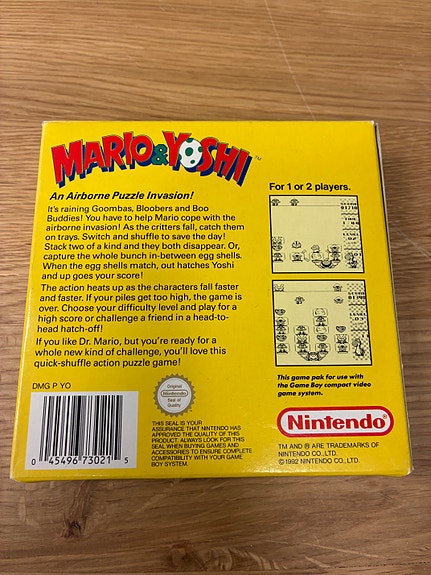 MARIO & YOSHI ™
An Airborne Puzzle Invasion!
It's raining Goombas, Bloobers and Boo
Buddies! You have to help Mario cope with the
airborne invasion! As the critters fall, catch them
on trays. Switch and shuffle to save the day!
Stack two of a kind and they both disappear. Or,
capture the whole bunch in-between egg shells.
When the egg shells match, out hatches Yoshi
and up goes your score!
The action heats up as the characters fall faster
and faster. If your piles get too high, the game is
over. Choose your difficulty level and play for a
high score or challenge a friend in a head-to-
head hatch-off!
If you like Dr. Mario, but you're ready for a
whole new kind of challenge, you'll love this
quick-shuffle action puzzle game!
For 1 or 2 players.
This game pak for use with
the Game Boy compact video
game system.
DMG P YO
0 45496 73021 5
Original
Nintendo
Seal of
Quality
THIS SEAL IS YOUR
ASSURANCE THAT NINTENDO HAS
APPROVED THE QUALITY OF THIS
PRODUCT. ALWAYS LOOK FOR THIS
SEAL WHEN BUYING GAMES AND
ACCESSORIES TO ENSURE COMPLETE
COMPATIBILITY WITH YOUR GAME
BOY SYSTEM.
Nintendo®
TM AND ® ARE TRADEMARKS OF
NINTENDO CO., LTD.
©1992 NINTENDO CO., LTD.